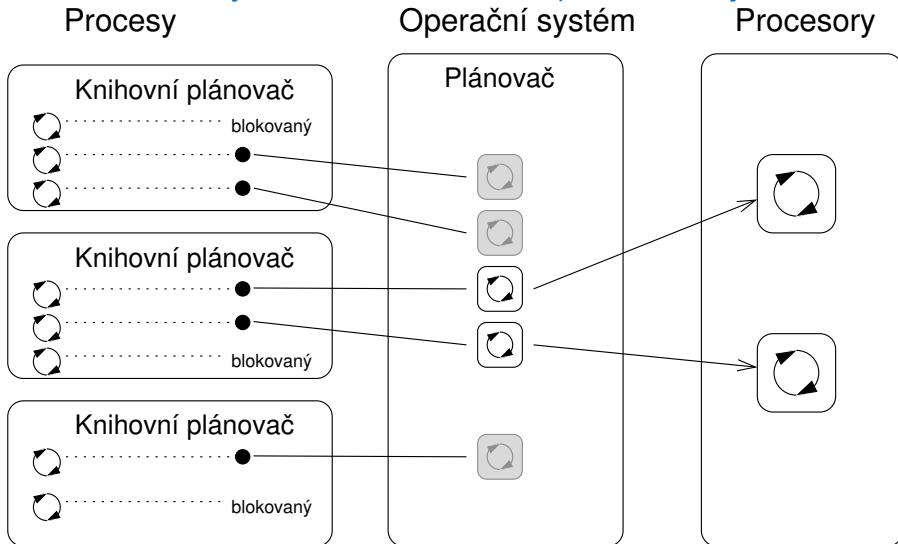 Procesy
Operační systém
Procesory
Knihovní plánovač
blokovaný
Plánovač
Knihovní plánovač
blokovaný
Knihovní plánovač
blokovaný